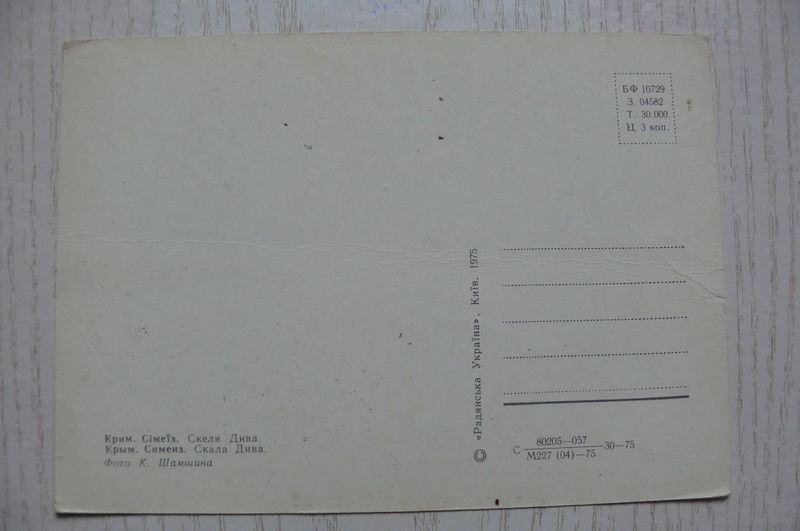 БФ 10729
З. 04582
Т. 30.000
Ц. 3 коп.
© «Радянська Україна», Київ. 1975
Крим. Сімеїз. Скеля Дива.
Крым. Симеиз. Скала Дива.
Фото К. Шамшина
С 80205—057
М227 (04)—75 —30—75